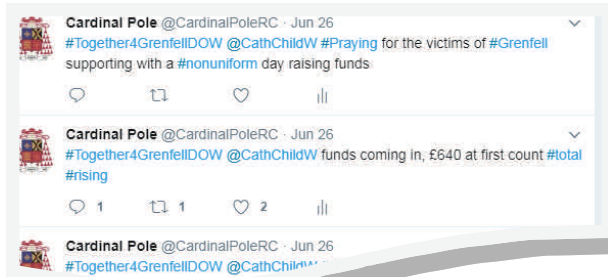 Cardinal Pole @CardinalPoleRC · Jun 26
#Together4GrenfellDOW @CathChildW #Praying for the victims of #Grenfell
supporting with a #nonuniform day raising funds
Cardinal Pole @CardinalPoleRC · Jun 26
#Together4GrenfellDOW @CathChildW funds coming in, £640 at first count #total
#rising
1 1 2
Cardinal Pole @CardinalPoleRC · Jun 26
#Together4GrenfellDOW @CathChildW